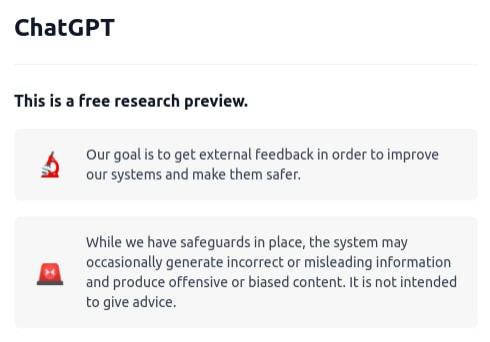 ChatGPT
This is a free research preview.
Our goal is to get external feedback in order to improve
our systems and make them safer.
While we have safeguards in place, the system may
occasionally generate incorrect or misleading information
and produce offensive or biased content. It is not intended
to give advice.